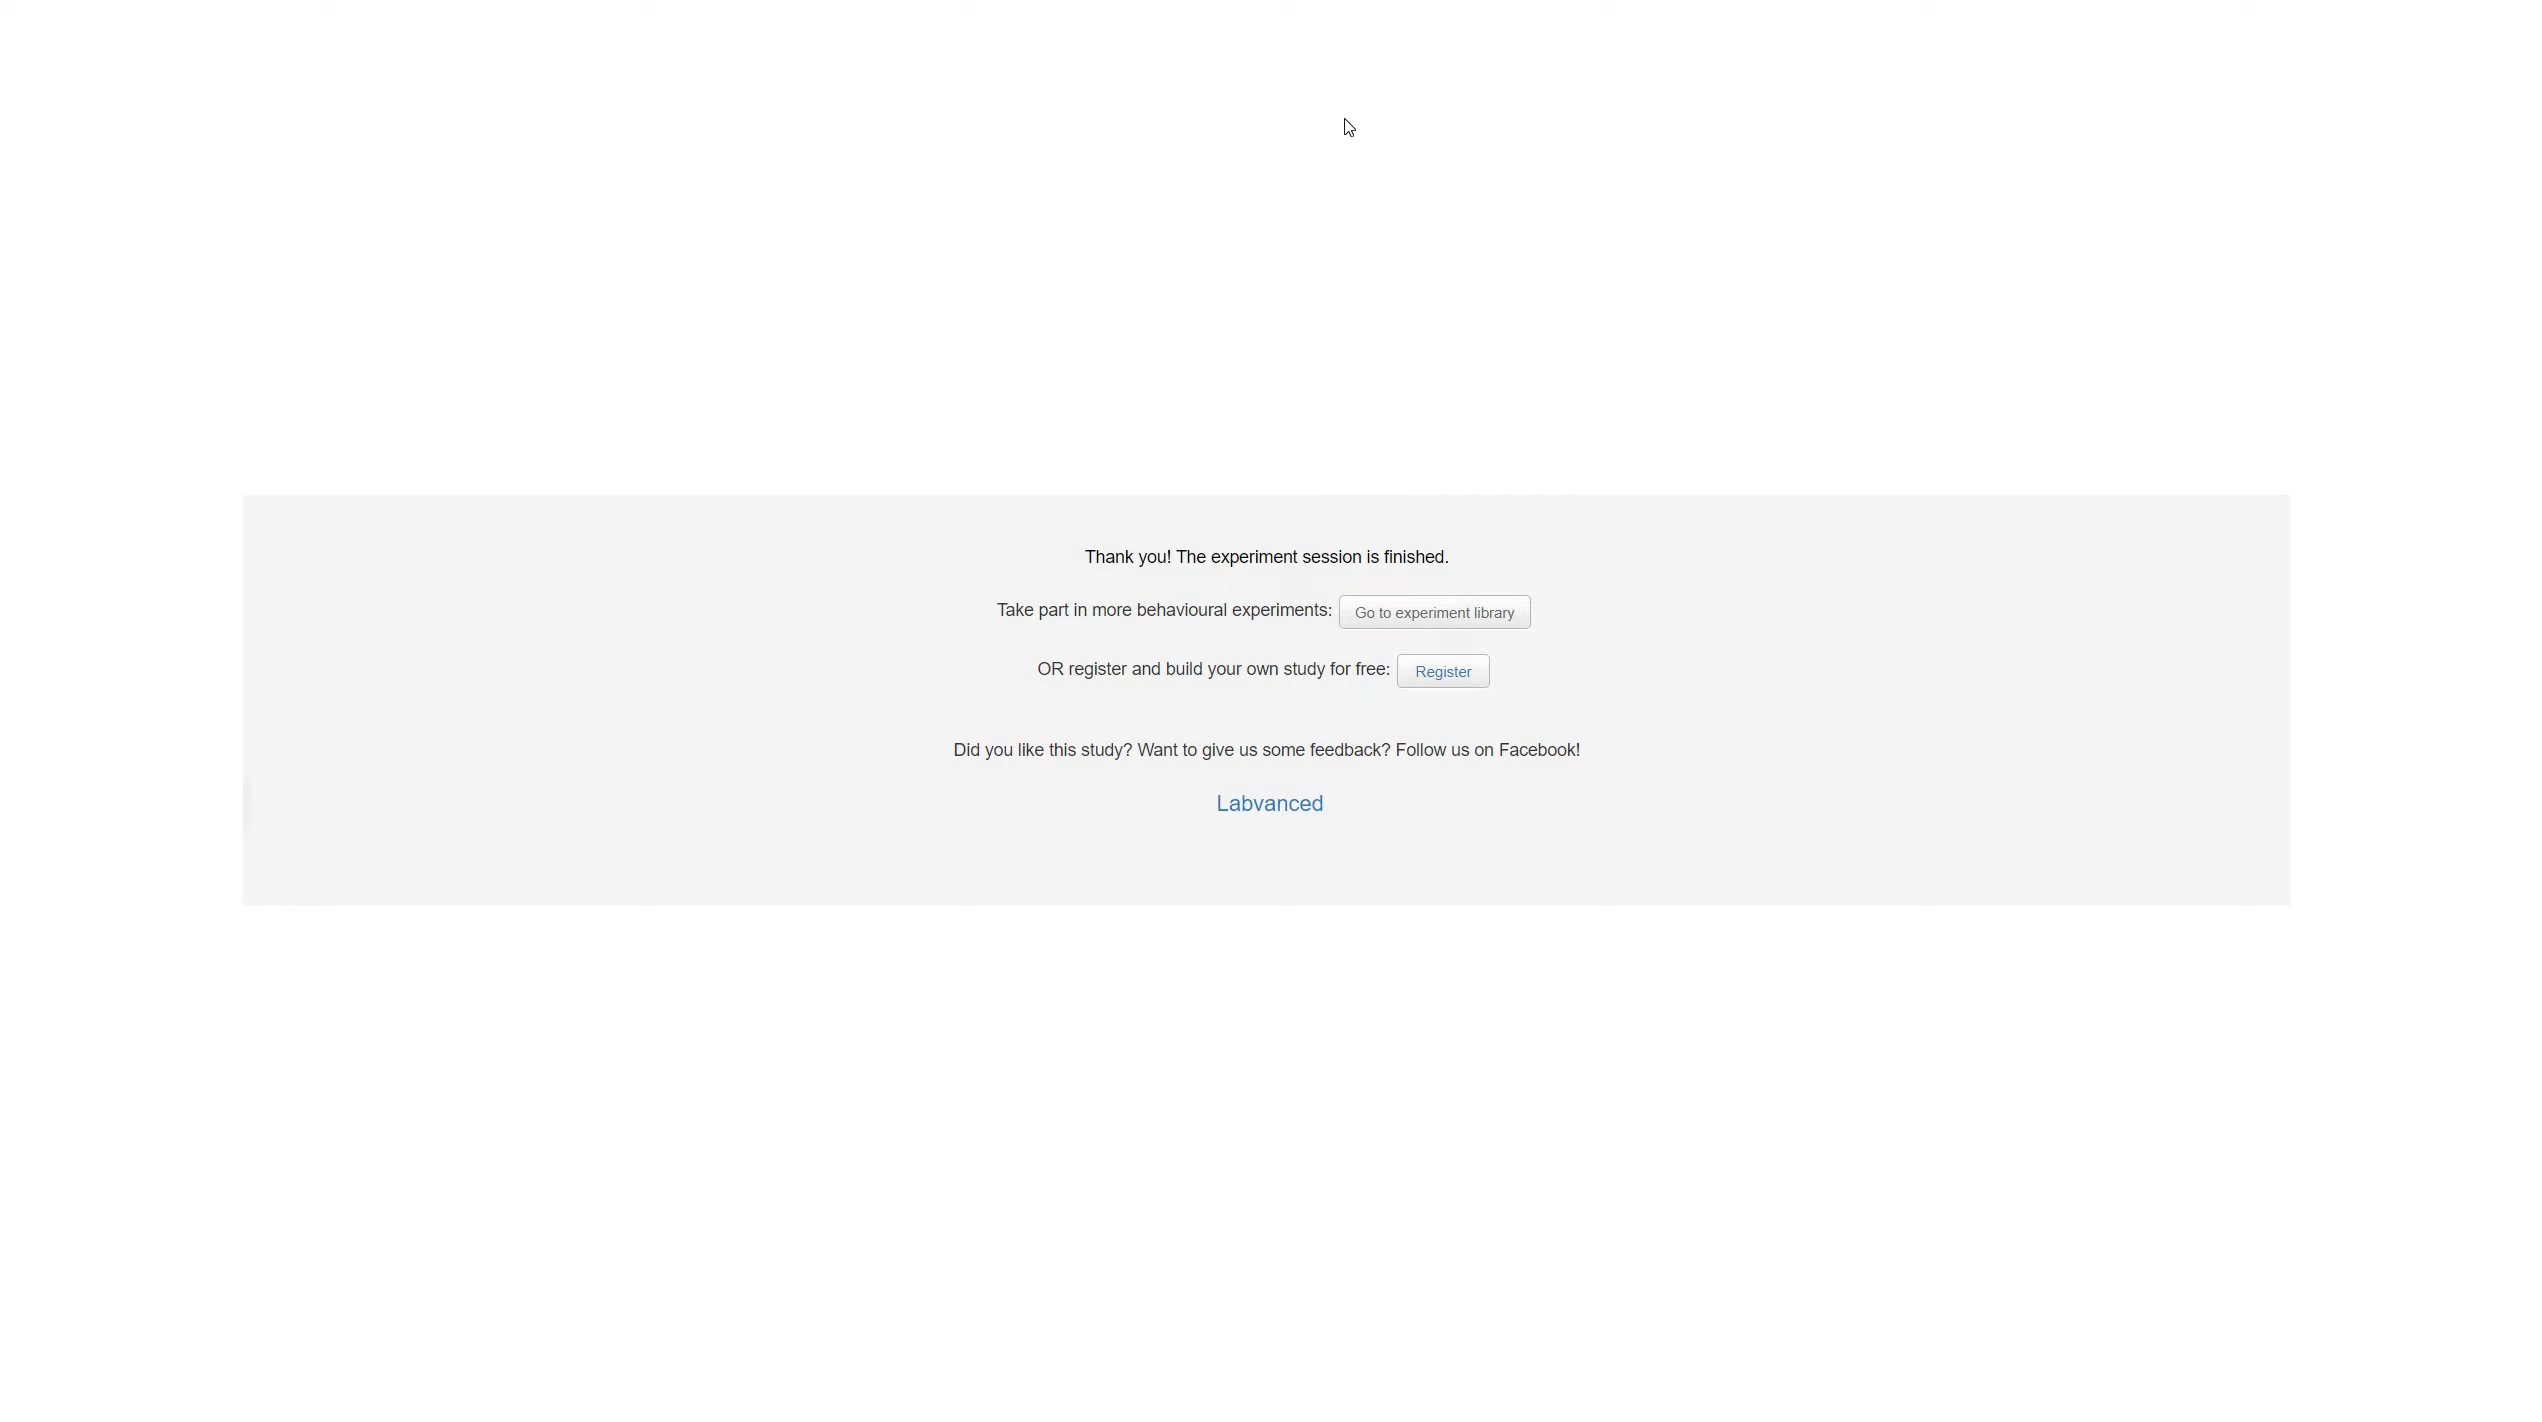 Thank you! The experiment session is finished.
Take part in more behavioural experiments: Go to experiment library
OR register and build your own study for free: Register
Did you like this study? Want to give us some feedback? Follow us on Facebook!
Labvanced